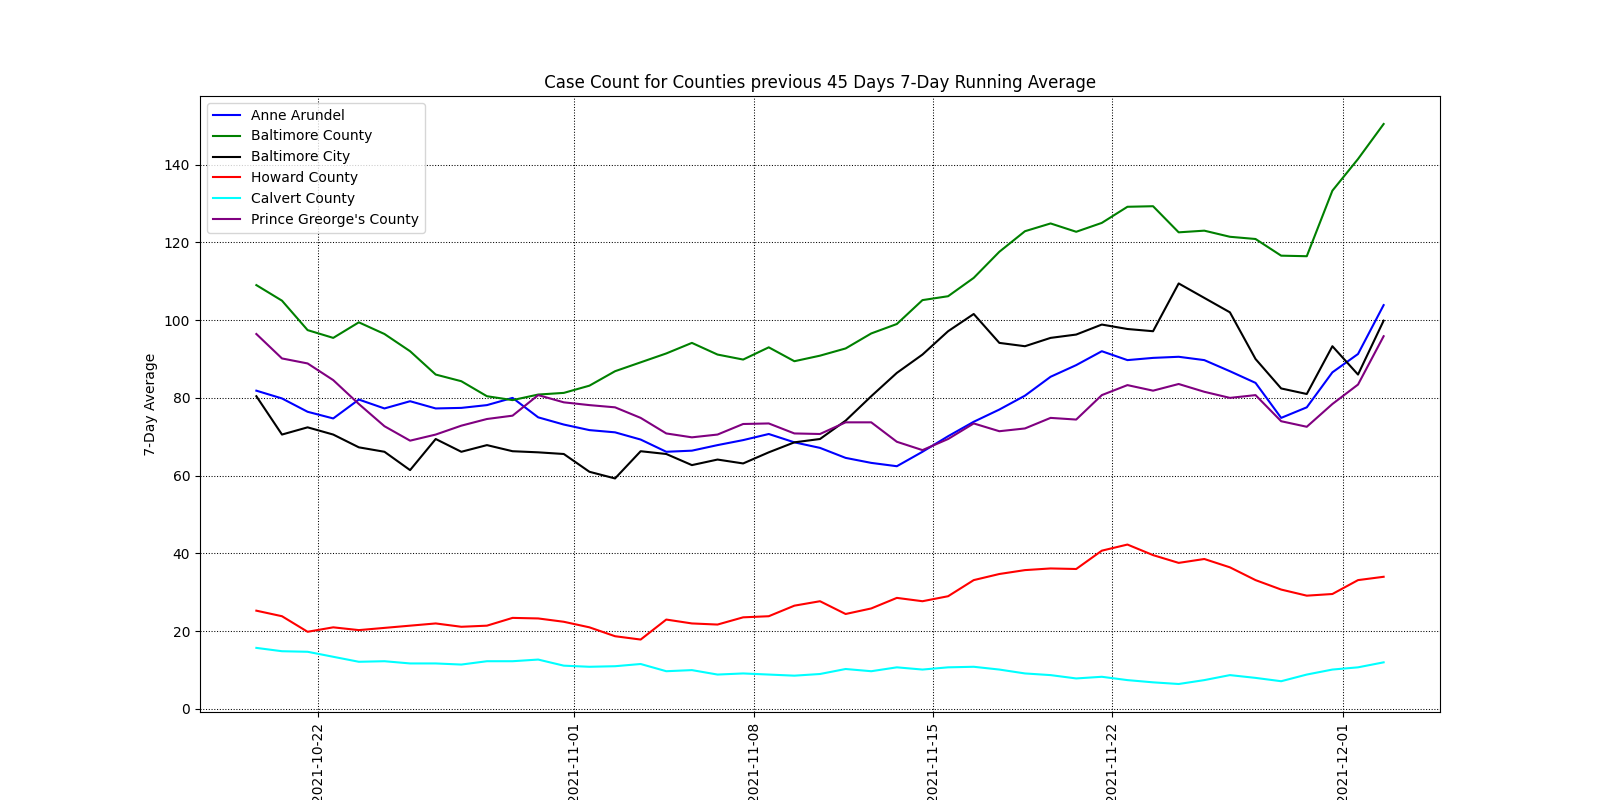 Case Count for Counties previous 45 Days 7-Day Running Average
Anne Arundel
Baltimore County
Baltimore City
Howard County
Calvert County
Prince Greorge's County
7-Day Average
140
120
100
80
60
40
20
0
2021-10-22
2021-11-01
2021-11-08
2021-11-15
2021-11-22
2021-12-01